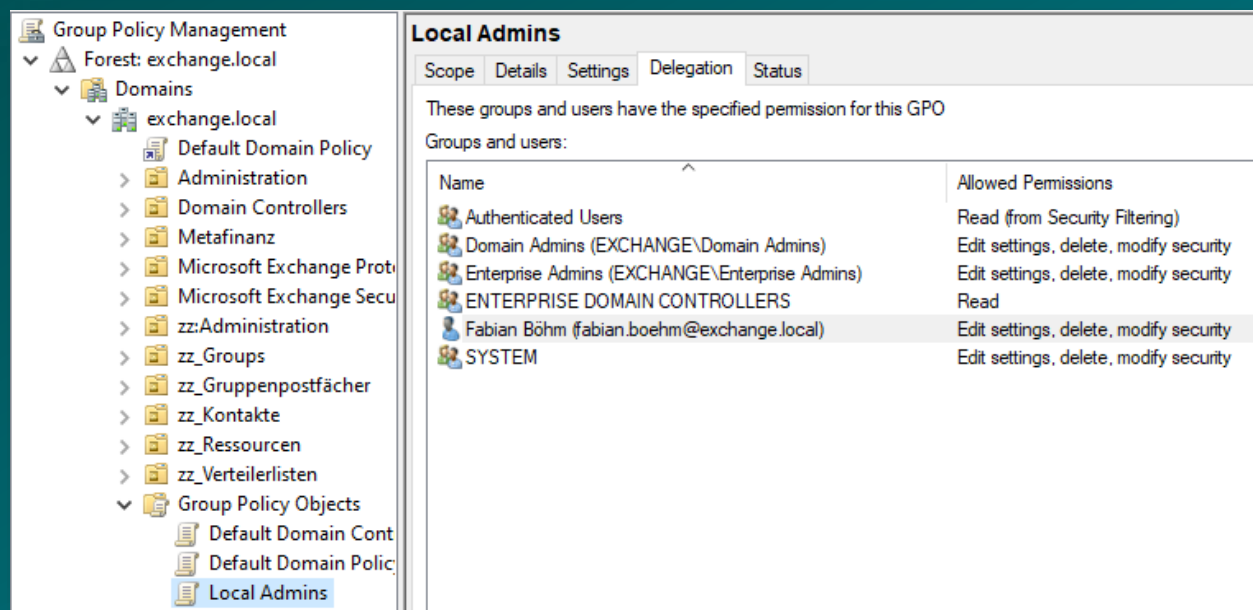 Group Policy Management
Forest: exchange.local
Domains
exchange.local
Default Domain Policy
Administration
Domain Controllers
Metafinanz
Microsoft Exchange Prote
Microsoft Exchange Secu
zz:Administration
zz_Groups
zz_Gruppenpostfächer
zz_Kontakte
zz_Ressourcen
zz_Verteilerlisten
Group Policy Objects
Default Domain Cont
Default Domain Policy
Local Admins
Local Admins
Scope Details Settings Delegation Status
These groups and users have the specified permission for this GPO
Groups and users:
Name Allowed Permissions
Authenticated Users Read (from Security Filtering)
Domain Admins (EXCHANGE\Domain Admins) Edit settings, delete, modify security
Enterprise Admins (EXCHANGE\Enterprise Admins) Edit settings, delete, modify security
ENTERPRISE DOMAIN CONTROLLERS Read
Fabian Böhm (fabian.boehm@exchange.local) Edit settings, delete, modify security
SYSTEM Edit settings, delete, modify security